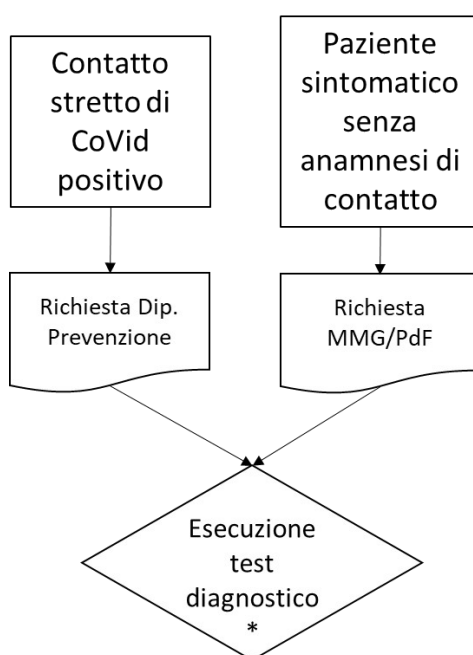 Contatto
stretto di
CoVid
positivo
Paziente
sintomatico
senza
anamnesi di
contatto
Richiesta Dip.
Prevenzione
Richiesta
MMG/PdF
Esecuzione
test
diagnostico
*